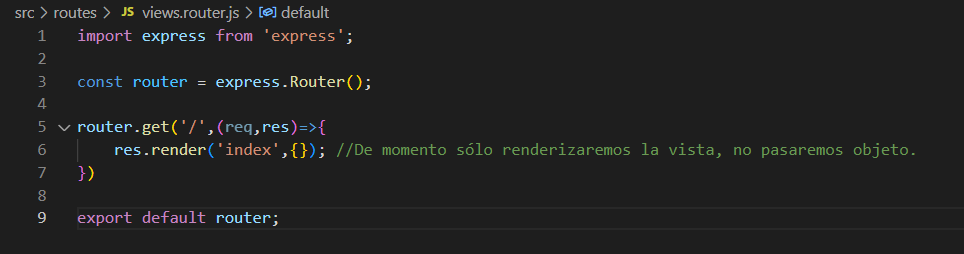 src > routes > JS views.router.js > default
1 import express from 'express';
2
3 const router = express.Router();
4
5 router.get('/',(req,res)=>{
6 res.render('index',{}); //De momento sólo renderizaremos la vista, no pasaremos objeto.
7 })
8
9 export default router;